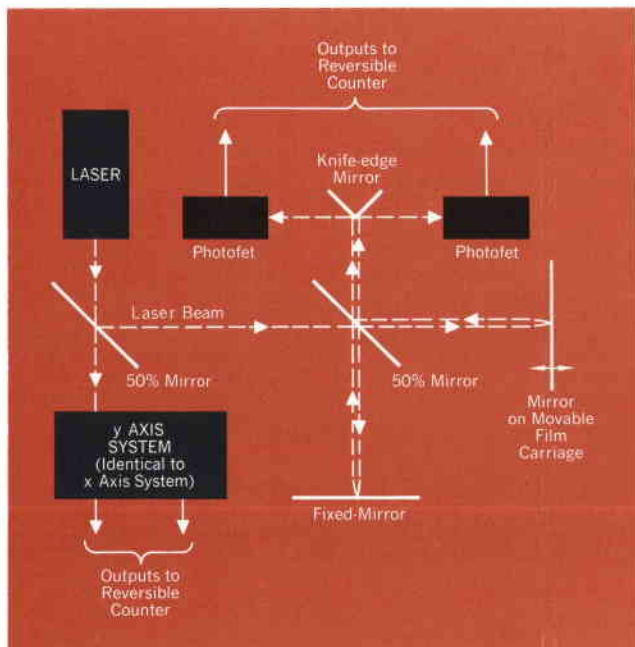 Outputs to
Reversible
Counter
LASER
Knife-edge
Mirror
Photofet
Photofet
Laser Beam
50% Mirror
50% Mirror
Mirror
on Movable
Film
Carriage
y AXIS
SYSTEM
(Identical to
x Axis System)
Fixed-Mirror
Outputs to
Reversible
Counter